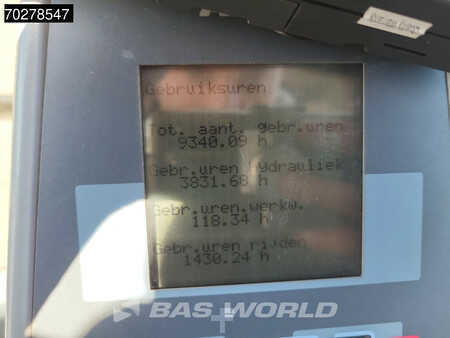 70278547
Gebruiksuren
Tot. aant. gebr.uren
9340.09 h
Gebr.uren hydrauliek
3831.68 h
Gebr.uren.werkw.
118.34 h
Gebr.uren rijden
1430.24 h
BAS WORLD